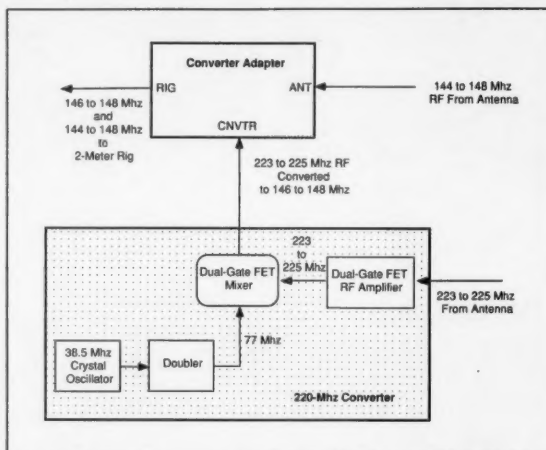 Converter Adapter
RIG
ANT
CNVTR
146 to 148 Mhz
and
144 to 148 Mhz
to
2-Meter Rig
144 to 148 Mhz
RF From Antenna
223 to 225 Mhz RF
Converted
to 146 to 148 Mhz
Dual-Gate FET
Mixer
223
to
225 Mhz
Dual-Gate FET
RF Amplifier
223 to 225 Mhz
From Antenna
77 Mhz
38.5 Mhz
Crystal
Oscillator
Doubler
220-Mhz Converter